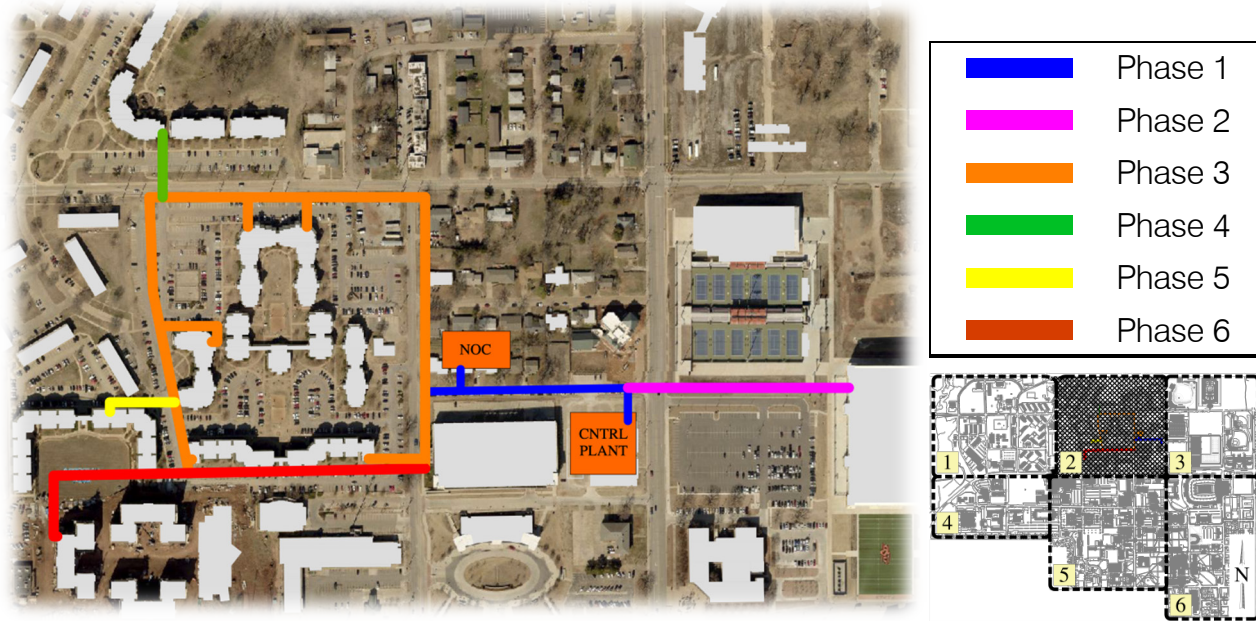 NOC
CNTRL
PLANT
Phase 1
Phase 2
Phase 3
Phase 4
Phase 5
Phase 6
1
2
3
4
5
6
N